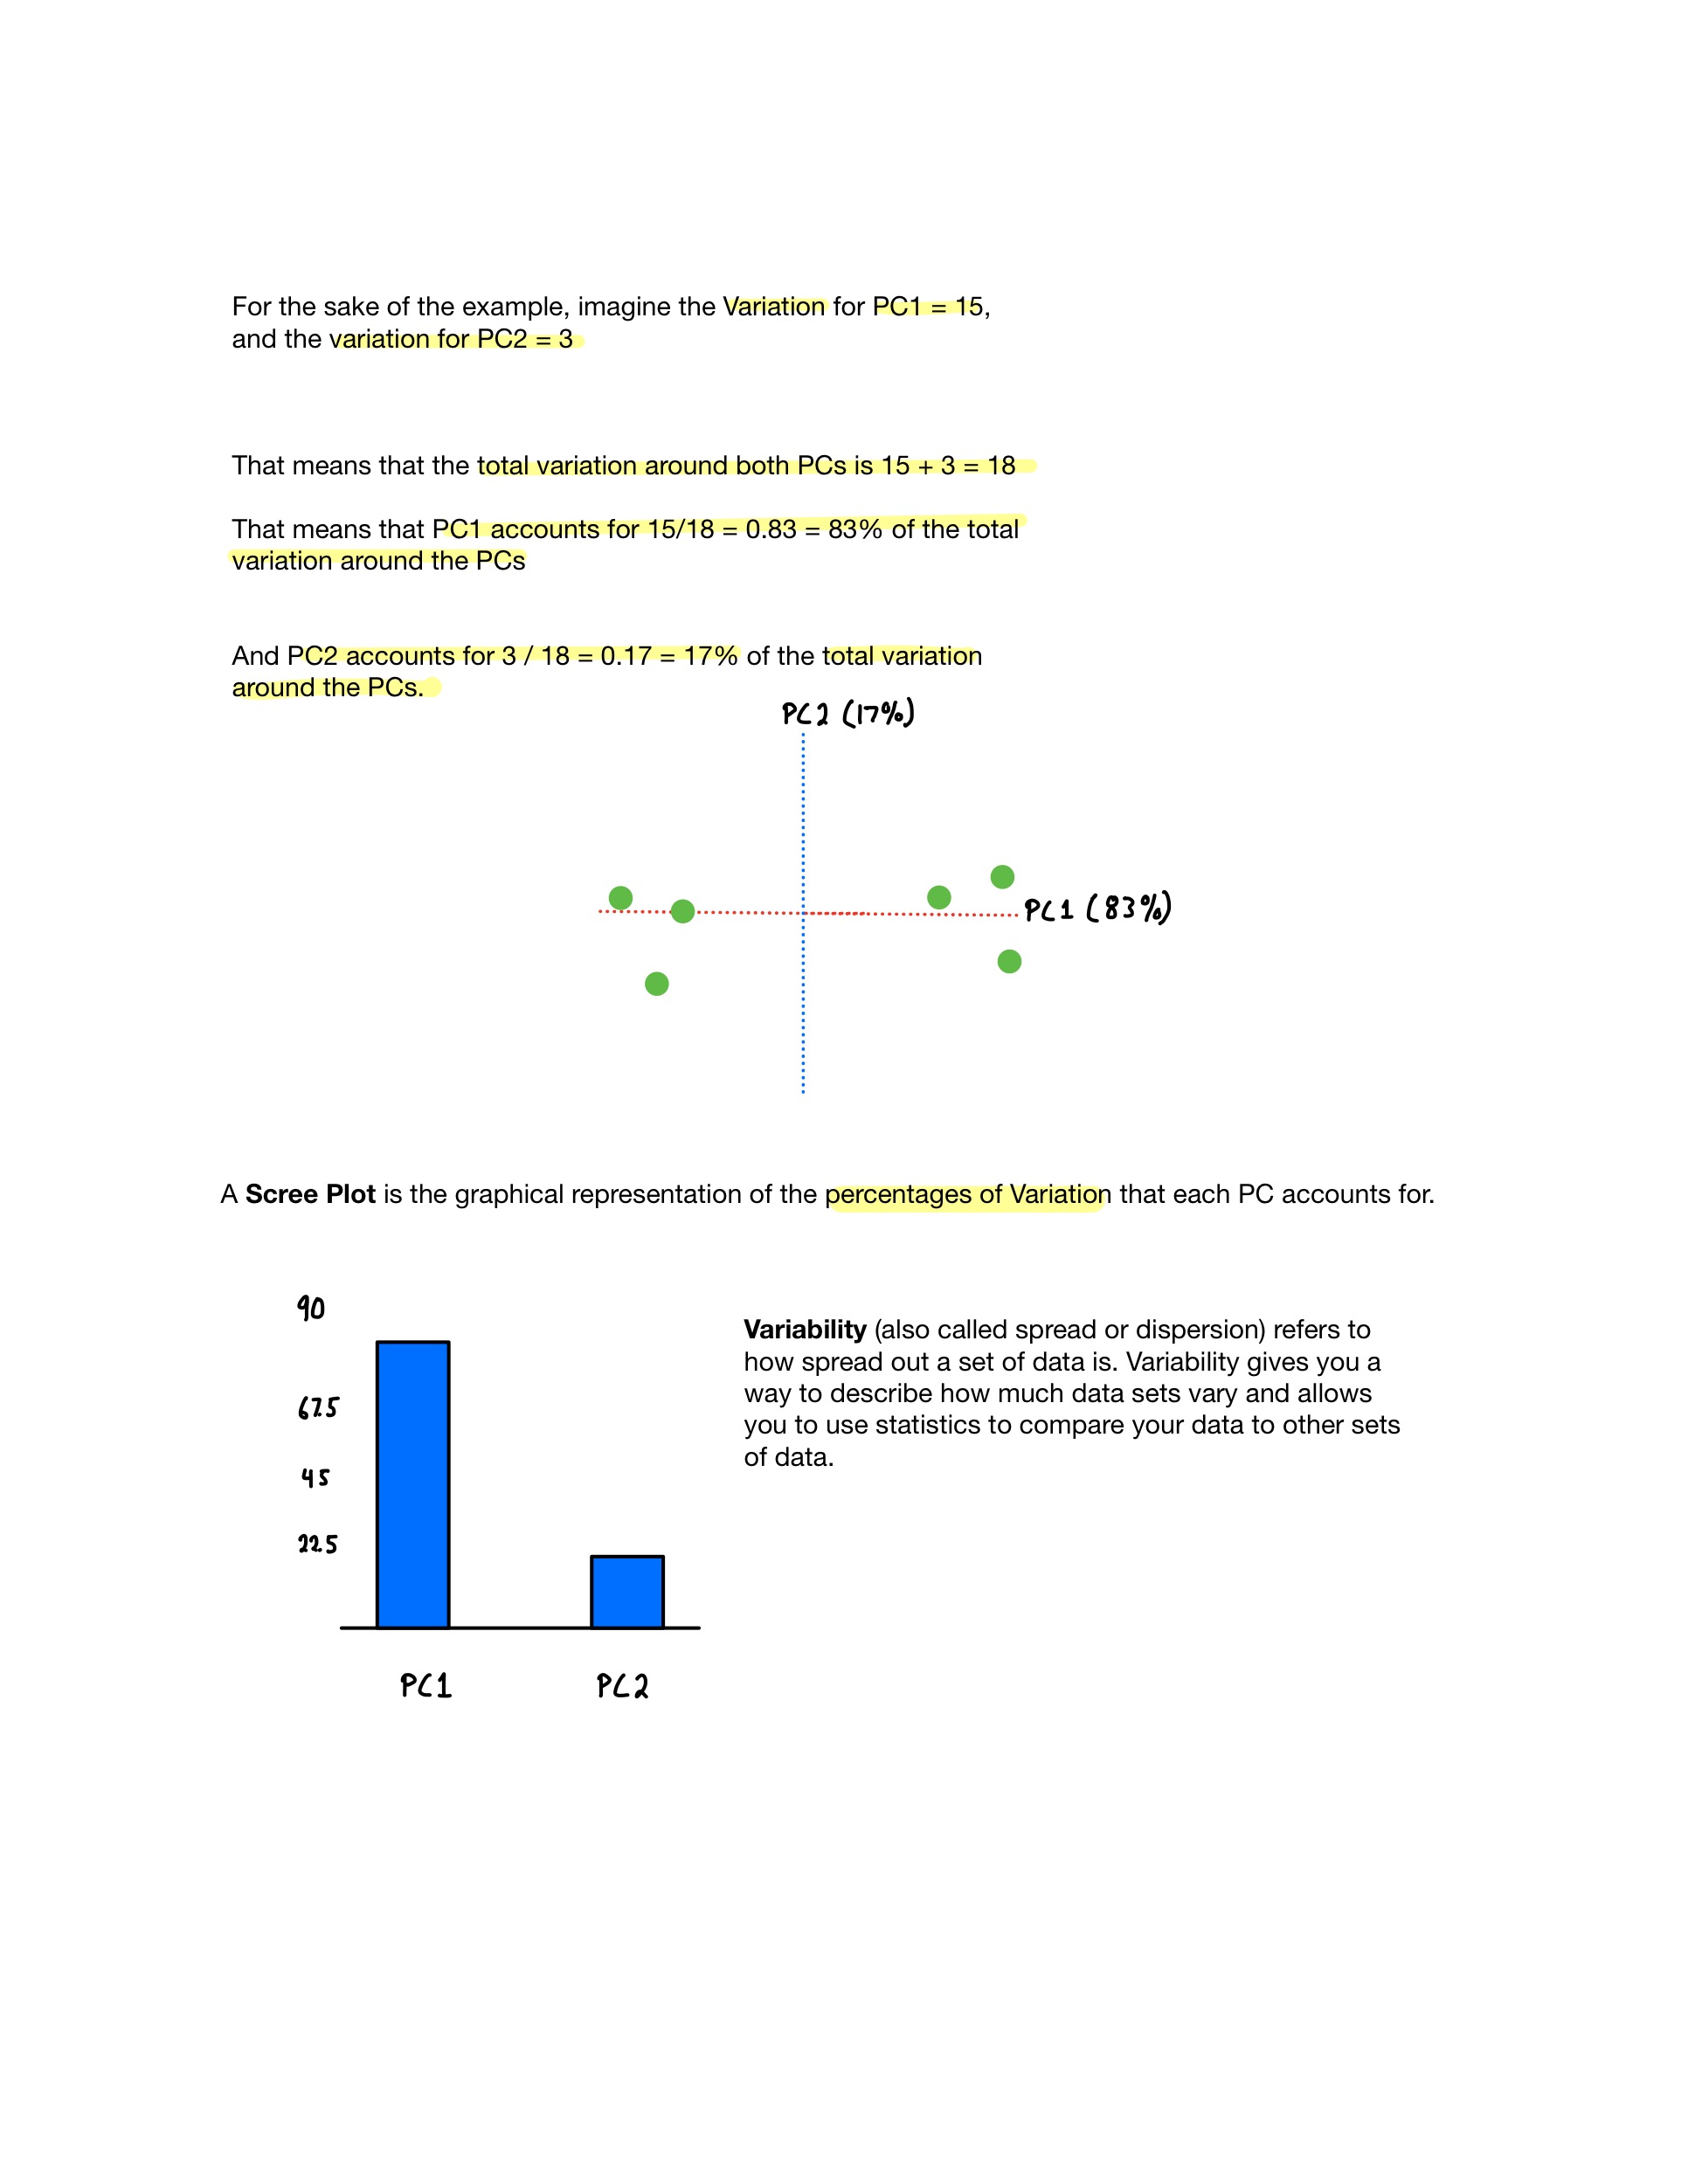 For the sake of the example, imagine the Variation for PC1 = 15,
and the variation for PC2 = 3
That means that the total variation around both PCs is 15 + 3 = 18
That means that PC1 accounts for 15/18 = 0.83 = 83% of the total
variation around the PCs
And PC2 accounts for 3 / 18 = 0.17 = 17% of the total variation
around the PCs.
PC2 (17%)
PC1 (83%)
A Scree Plot is the graphical representation of the percentages of Variation that each PC accounts for.
90
67.5
45
22.5
PC1
PC2
Variability (also called spread or dispersion) refers to
how spread out a set of data is. Variability gives you a
way to describe how much data sets vary and allows
you to use statistics to compare your data to other sets
of data.